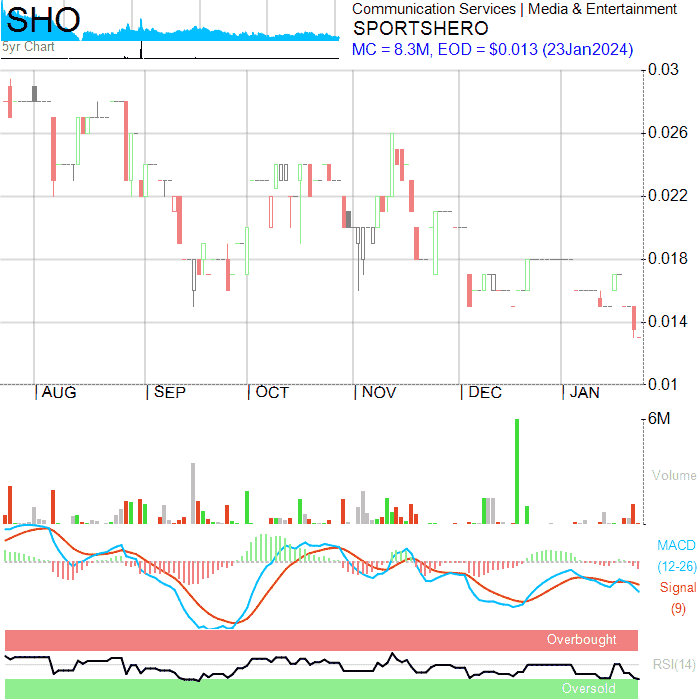 SHO
5yr Chart
Communication Services | Media & Entertainment
SPORTSHERO
MC = 8.3M, EOD = $0.013 (23Jan2024)
0.03
0.026
0.022
0.018
0.014
0.01
AUG SEP OCT NOV DEC JAN
6M
Volume
MACD
(12-26)
Signal
(9)
Overbought
RSI(14)
Oversold